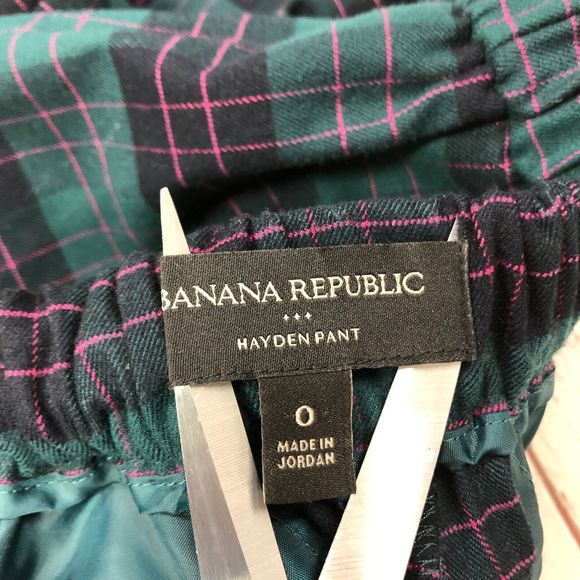 BANANA REPUBLIC
HAYDEN PANT
0
MADE IN
JORDAN